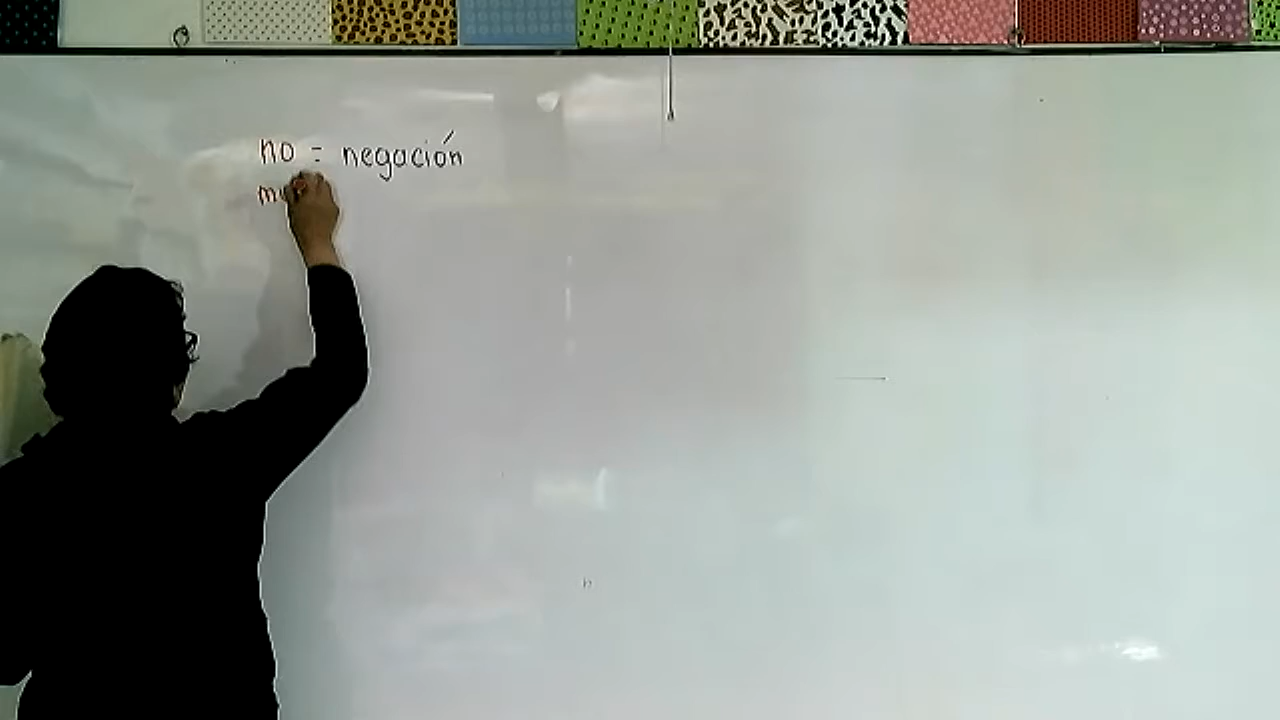 no = negación